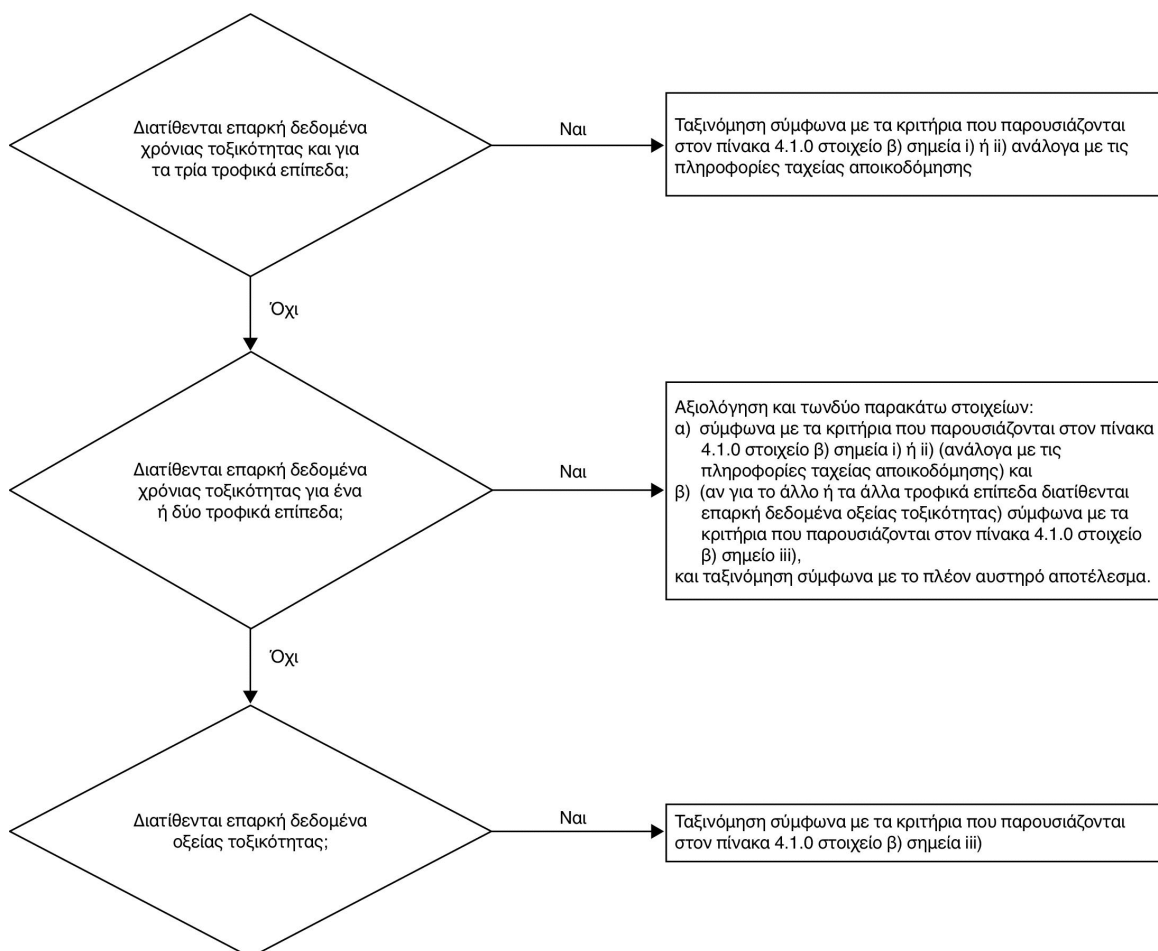 Διατίθενται επαρκή δεδομένα
χρόνιας τοξικότητας και για
τα τρία τροφικά επίπεδα;
Ναι
Ταξινόμηση σύμφωνα με τα κριτήρια που παρουσιάζονται
στον πίνακα 4.1.0 στοιχείο β) σημεία i) ή ii) ανάλογα με τις
πληροφορίες ταχείας αποικοδόμησης
Όχι
Διατίθενται επαρκή δεδομένα
χρόνιας τοξικότητας για ένα
ή δύο τροφικά επίπεδα;
Ναι
Αξιολόγηση και τωνδύο παρακάτω στοιχείων:
α) σύμφωνα με τα κριτήρια που παρουσιάζονται στον πίνακα
4.1.0 στοιχείο β) σημεία i) ή ii) (ανάλογα με τις
πληροφορίες ταχείας αποικοδόμησης) και
β) (αν για το άλλο ή τα άλλα τροφικά επίπεδα διατίθενται
επαρκή δεδομένα οξείας τοξικότητας) σύμφωνα με τα
κριτήρια που παρουσιάζονται στον πίνακα 4.1.0 στοιχείο
β) σημείο iii),
και ταξινόμηση σύμφωνα με το πλέον αυστηρό αποτέλεσμα.
Όχι
Διατίθενται επαρκή δεδομένα
οξείας τοξικότητας;
Ναι
Ταξινόμηση σύμφωνα με τα κριτήρια που παρουσιάζονται
στον πίνακα 4.1.0 στοιχείο β) σημεία iii)